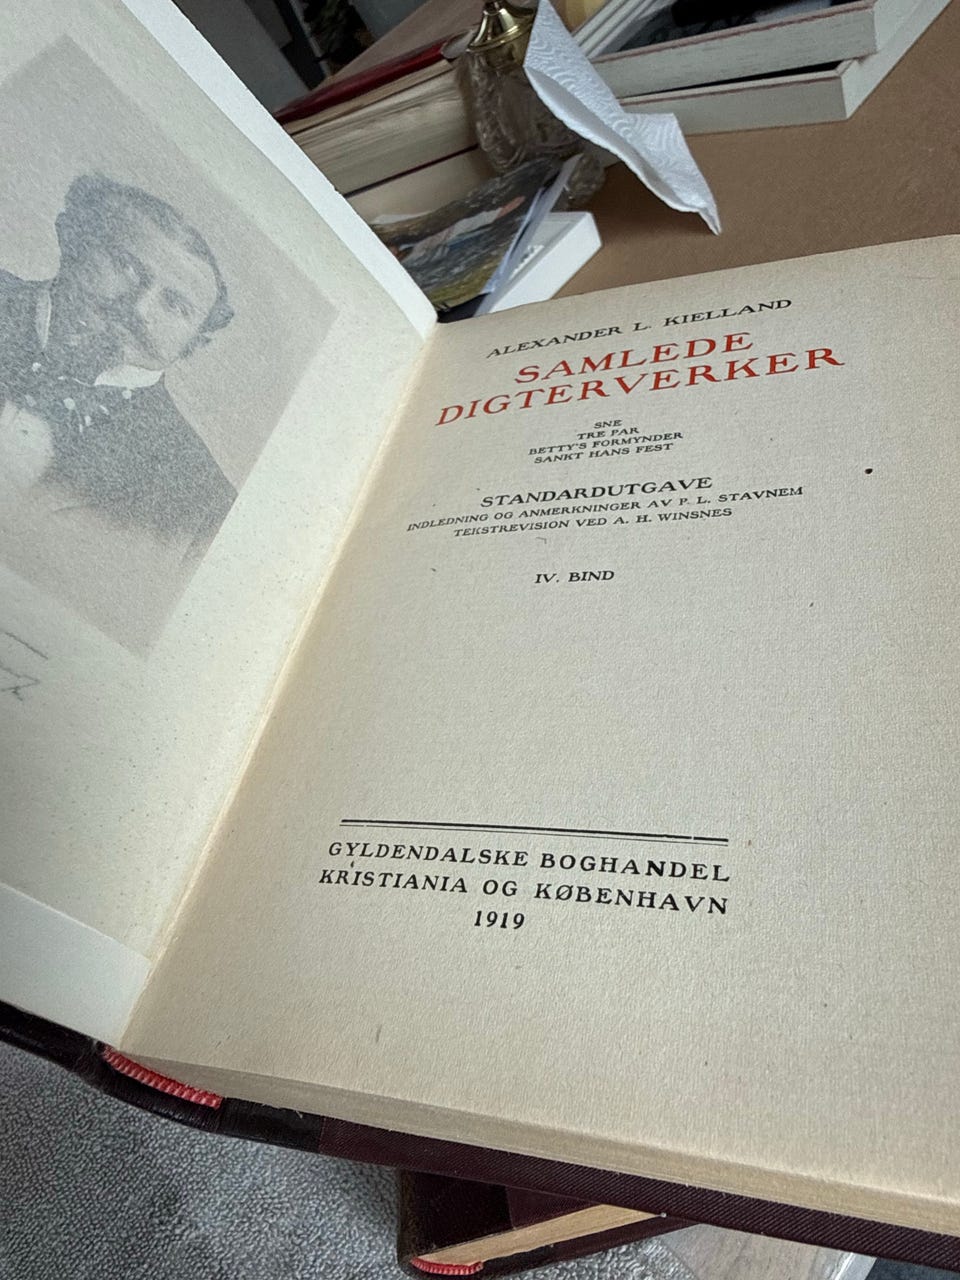 ALEXANDER L. KIELLAND
SAMLEDE
DIGTERVERKER
SNE
TRE PAR
BETTY'S FORMYNDER
SANKT HANS FEST
STANDARDUTGAVE
INDLEDNING OG ANMERKNINGER AV P. L. STAVNEM
TEKSTREVISION VED A. H. WINSNES
IV. BIND
GYLDENDALSKE BOGHANDEL
KRISTIANIA OG KØBENHAVN
1919